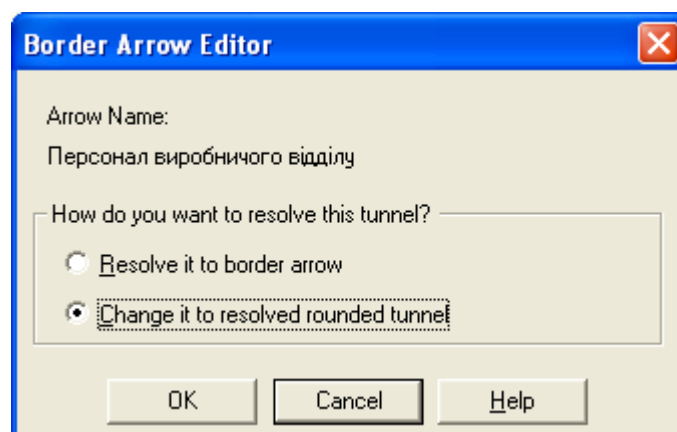 Border Arrow Editor
Arrow Name:
Персонал виробничого відділу
How do you want to resolve this tunnel?
Resolve it to border arrow
Change it to resolved rounded tunnel
OK Cancel Help